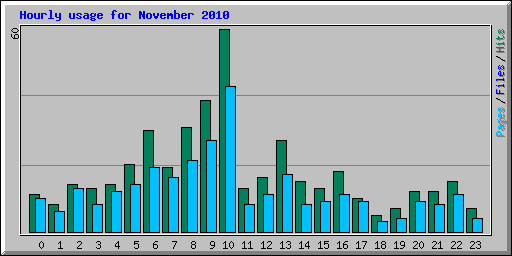 Hourly usage for November 2010
60
Pages/Files/Hits
0 1 2 3 4 5 6 7 8 9 10 11 12 13 14 15 16 17 18 19 20 21 22 23